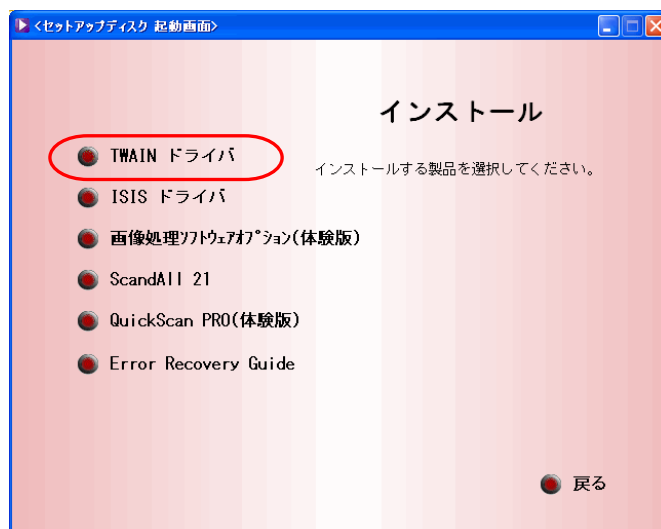 <セットアップディスク 起動画面>
インストール
TWAIN ドライバ
インストールする製品を選択してください。
ISIS ドライバ
画像処理ソフトウェアオプション(体験版)
ScandAll 21
QuickScan PRO(体験版)
Error Recovery Guide
戻る